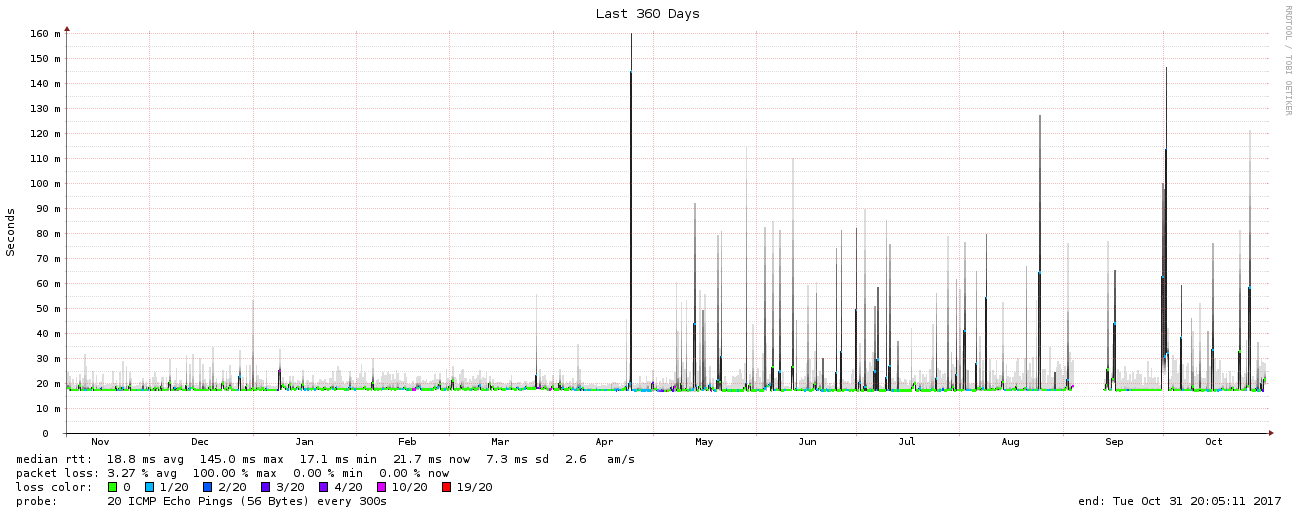 Last 360 Days
RRDTOOL / TOBI OETIKER
Seconds
160 m
150 m
140 m
130 m
120 m
110 m
100 m
90 m
80 m
70 m
60 m
50 m
40 m
30 m
20 m
10 m
0
Nov Dec Jan Feb Mar Apr May Jun Jul Aug Sep Oct
median rtt: 18.8 ms avg 145.0 ms max 17.1 ms min 21.7 ms now 7.3 ms sd 2.6 am/s
packet loss: 3.27 % avg 100.00 % max 0.00 % min 0.00 % now
loss color: 0 1/20 2/20 3/20 4/20 10/20 19/20
probe: 20 ICMP Echo Pings (56 Bytes) every 300s end: Tue Oct 31 20:05:11 2017